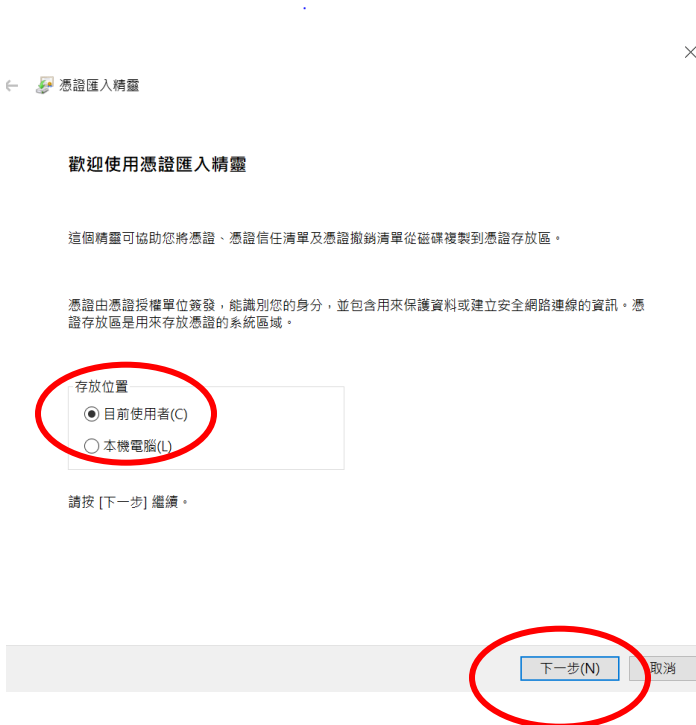 憑證匯入精靈
歡迎使用憑證匯入精靈
這個精靈可協助您將憑證、憑證信任清單及憑證撤銷清單從磁碟複製到憑證存放區。
憑證由憑證授權單位簽發，能識別您的身分，並包含用來保護資料或建立安全網路連線的資訊。憑
證存放區是用來存放憑證的系統區域。
存放位置
目前使用者(C)
本機電腦(L)
請按 [下一步] 繼續。
下一步(N)
取消